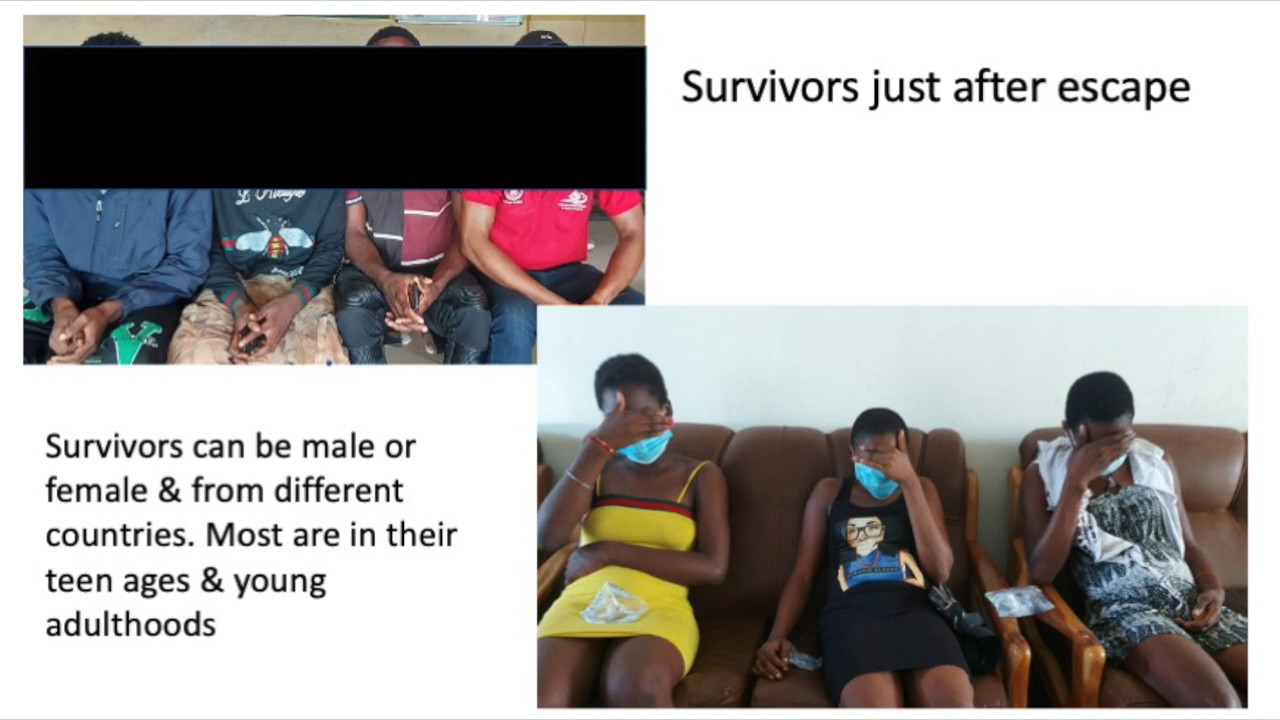 Survivors just after escape
Survivors can be male or
female & from different
countries. Most are in their
teen ages & young
adulthoods